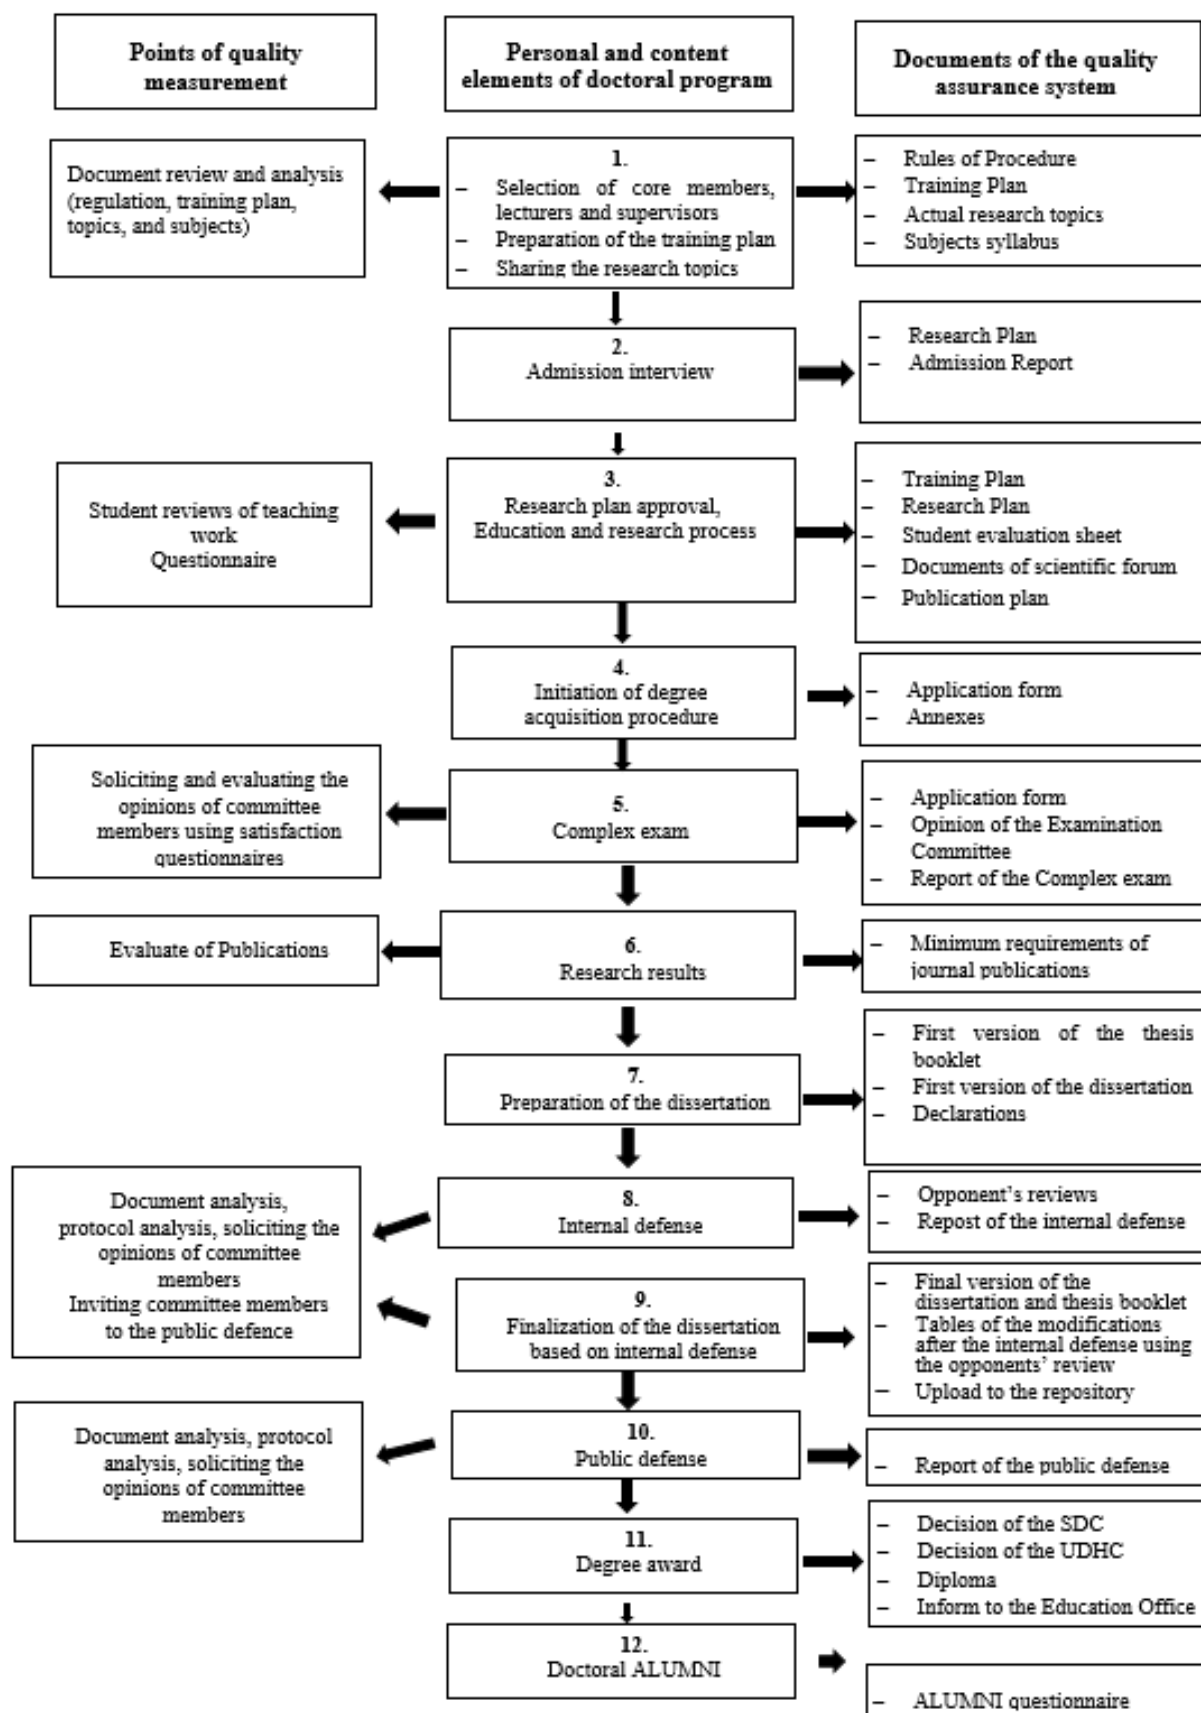 Points of quality
measurement
Personal and content
elements of doctoral program
Documents of the quality
assurance system
Document review and analysis
(regulation, training plan,
topics, and subjects)
1.
– Selection of core members,
lecturers and supervisors
– Preparation of the training plan
– Sharing the research topics
– Rules of Procedure
– Training Plan
– Actual research topics
– Subjects syllabus
2.
Admission interview
– Research Plan
– Admission Report
Student reviews of teaching
work
Questionnaire
3.
Research plan approval,
Education and research process
– Training Plan
– Research Plan
– Student evaluation sheet
– Documents of scientific forum
– Publication plan
4.
Initiation of degree
acquisition procedure
– Application form
– Annexes
Soliciting and evaluating the
opinions of committee
members using satisfaction
questionnaires
5.
Complex exam
– Application form
– Opinion of the Examination
Committee
– Report of the Complex exam
Evaluate of Publications
6.
Research results
– Minimum requirements of
journal publications
7.
Preparation of the dissertation
– First version of the thesis
booklet
– First version of the dissertation
– Declarations
Document analysis,
protocol analysis, soliciting the
opinions of committee
members
Inviting committee members
to the public defence
8.
Internal defense
– Opponent's reviews
– Repost of the internal defense
9.
Finalization of the dissertation
based on internal defense
– Final version of the
dissertation and thesis booklet
– Tables of the modifications
after the internal defense using
the opponents' review
– Upload to the repository
Document analysis, protocol
analysis, soliciting the
opinions of committee
members
10.
Public defense
– Report of the public defense
11.
Degree award
– Decision of the SDC
– Decision of the UDHC
– Diploma
– Inform to the Education Office
12.
Doctoral ALUMNI
– ALUMNI questionnaire